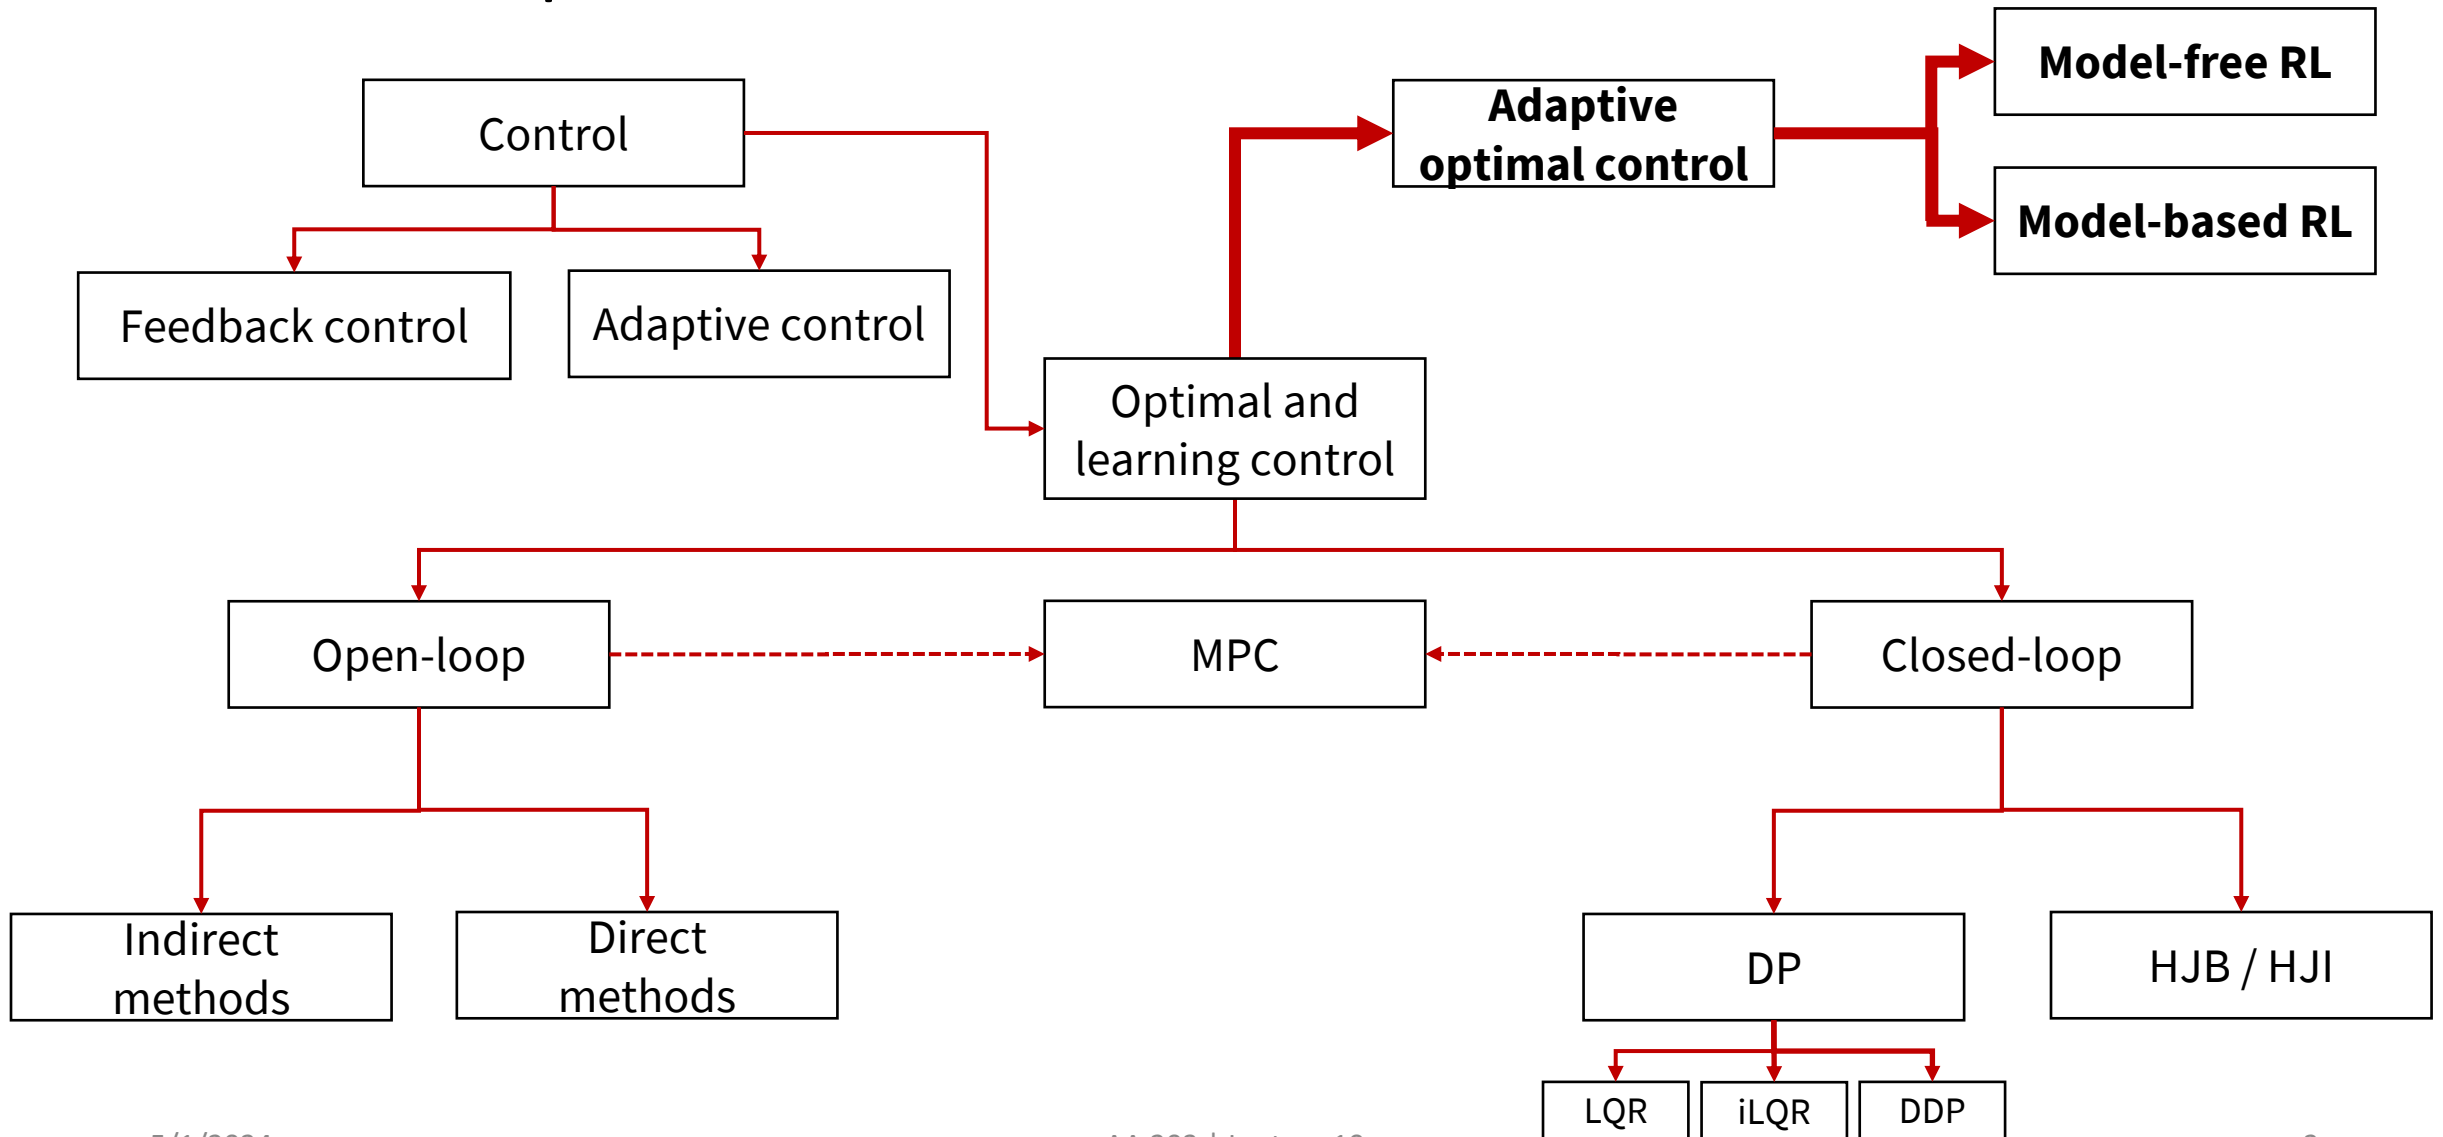 Model-free RL
Control
Adaptive
optimal control
Model-based RL
Feedback control
Adaptive control
Optimal and
learning control
Open-loop
MPC
Closed-loop
Indirect
methods
Direct
methods
DP
HJB / HJI
LQR
iLQR
DDP